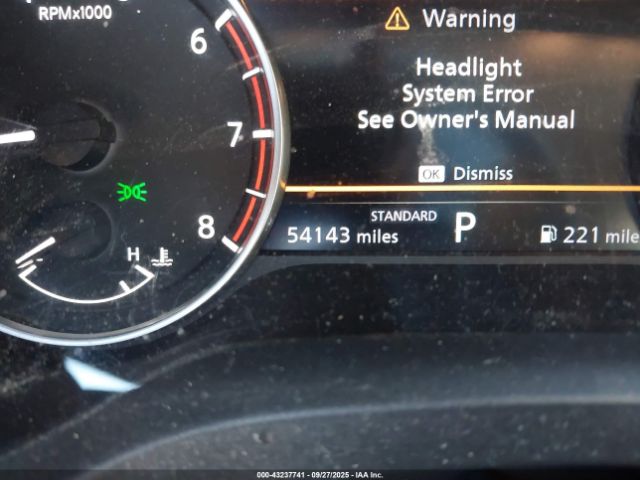 RPMx1000
6
7
8
H
Warning
Headlight
System Error
See Owner's Manual
OK Dismiss
STANDARD
54143 miles P 221 mile
000-43237741 - 09/27/2025 - IAA Inc.